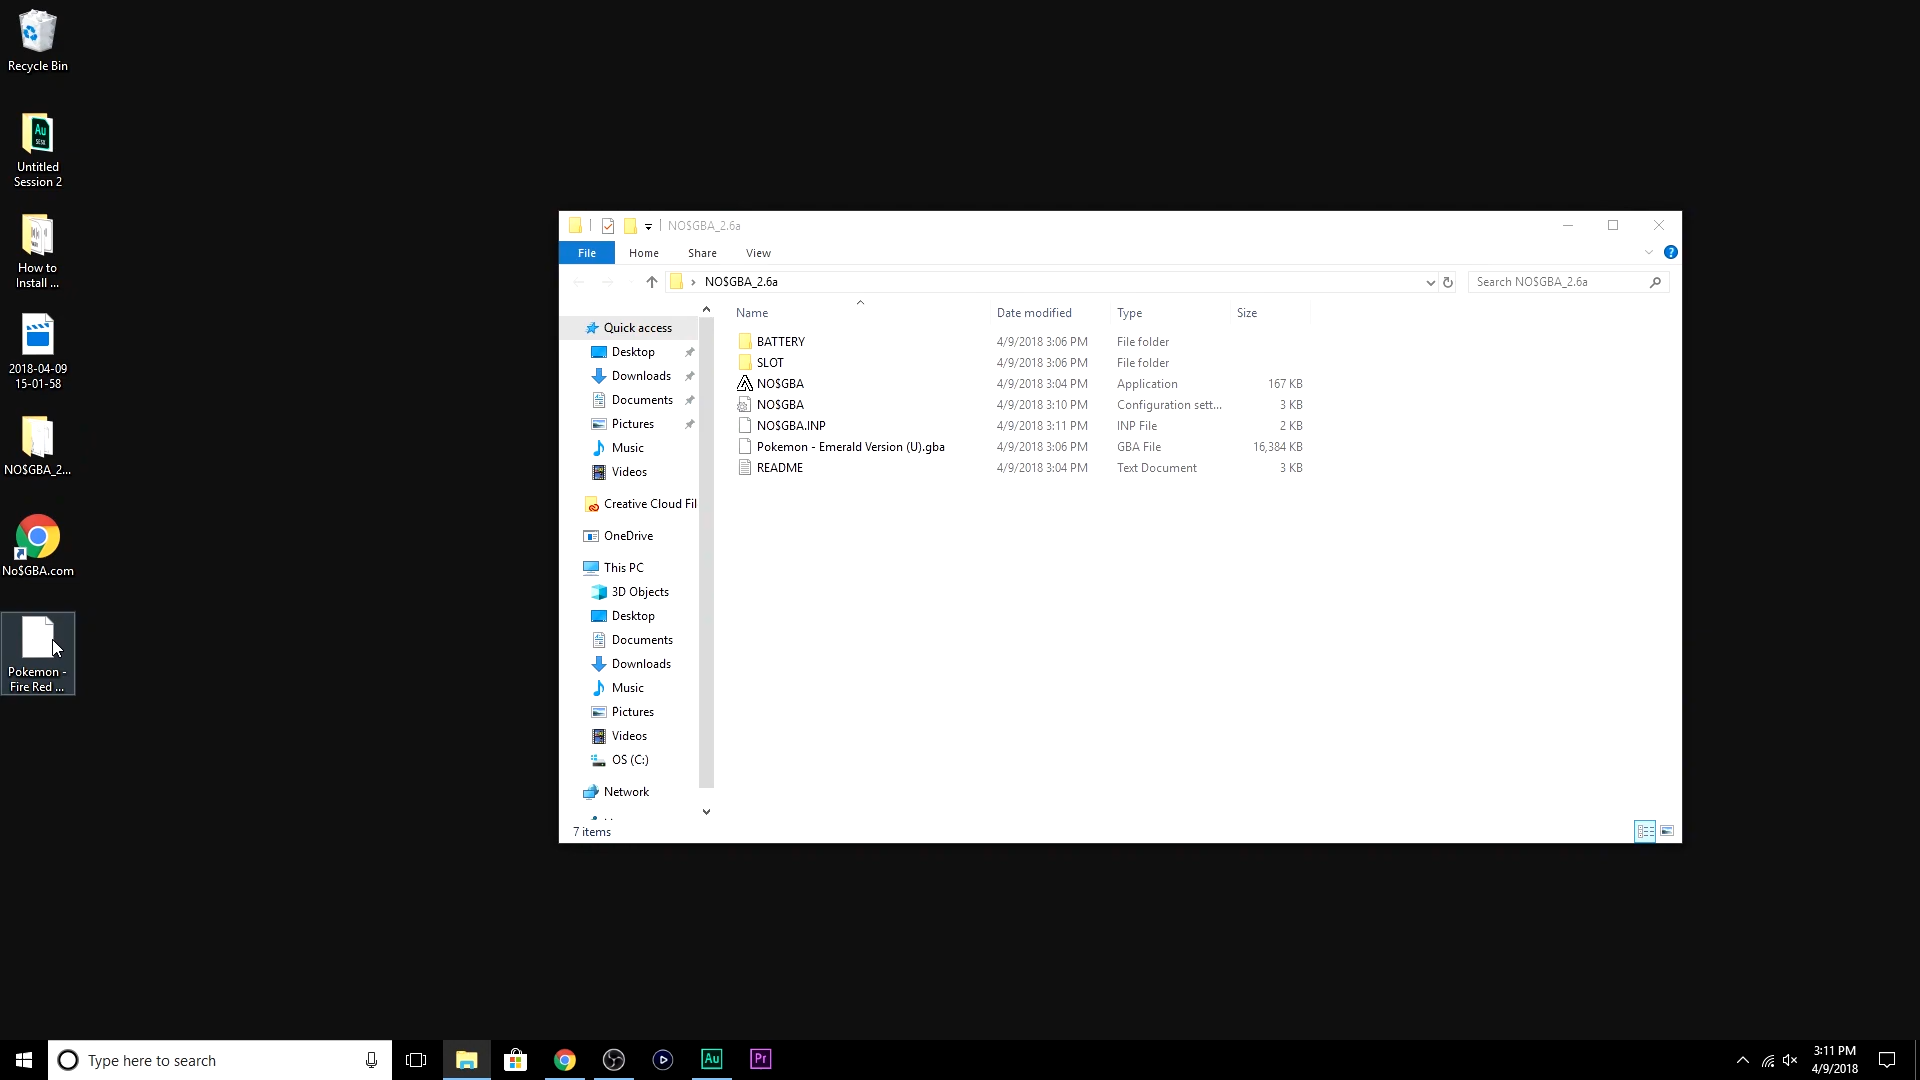 Recycle Bin
Untitled
Session 2
How to
Install ...
2018-04-09
15-01-58
NO$GBA_2...
No$GBA.com
Pokemon -
Fire Red ...
NO$GBA_2.6a
File Home Share View
NO$GBA_2.6a
Search NO$GBA_2.6a
Name Date modified Type Size
Quick access
Desktop
Downloads
Documents
Pictures
Music
Videos
Creative Cloud Fil
OneDrive
This PC
3D Objects
Desktop
Documents
Downloads
Music
Pictures
Videos
OS (C:)
Network
BATTERY 4/9/2018 3:06 PM File folder
SLOT 4/9/2018 3:06 PM File folder
NO$GBA 4/9/2018 3:04 PM Application 167 KB
NO$GBA 4/9/2018 3:10 PM Configuration sett... 3 KB
NO$GBA.INP 4/9/2018 3:11 PM INP File 2 KB
Pokemon - Emerald Version (U).gba 4/9/2018 3:06 PM GBA File 16,384 KB
README 4/9/2018 3:04 PM Text Document 3 KB
7 items
Type here to search
Au
Pr
3:11 PM
4/9/2018